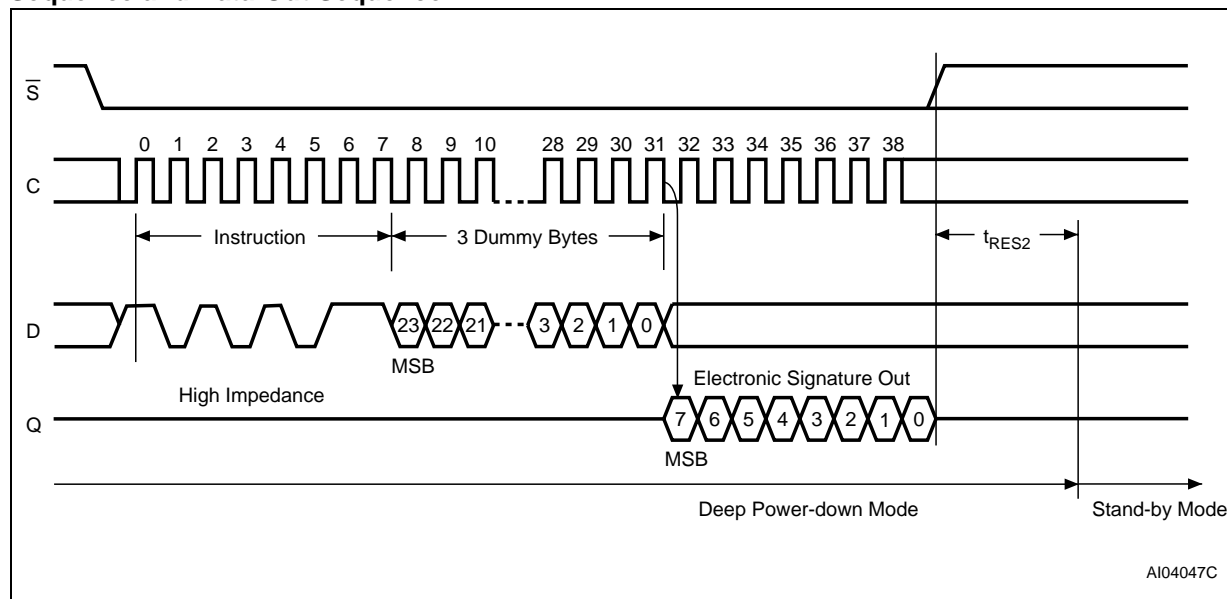 S
0 1 2 3 4 5 6 7 8 9 10 28 29 30 31 32 33 34 35 36 37 38
C
Instruction 3 Dummy Bytes tRES2
D 23 22 21 3 2 1 0
MSB
High Impedance Electronic Signature Out
Q 7 6 5 4 3 2 1 0
MSB
Deep Power-down Mode Stand-by Mode
AI04047C